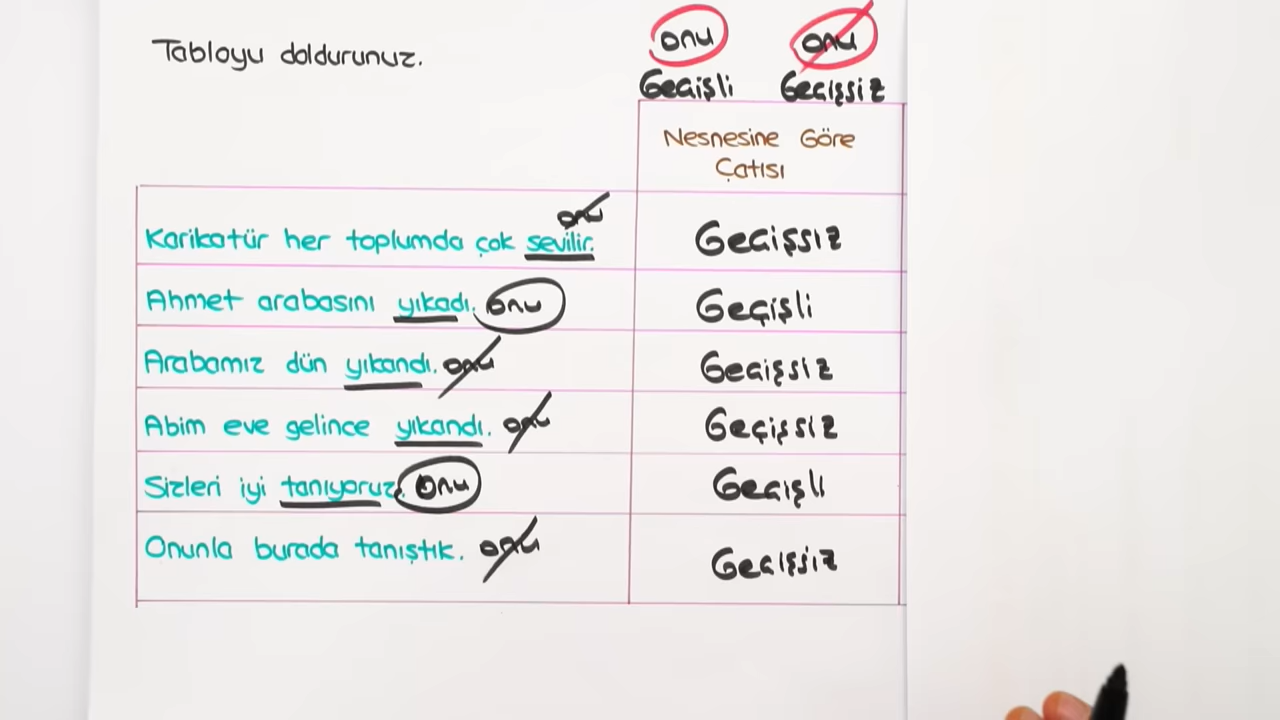 Tabloyu doldurunuz.
onu onu
Geçişli Geçişsiz
Nesnesine Göre
Çatısı
onu
Karikatür her toplumda çok sevilir. Geçişsiz
Ahmet arabasını yıkadı. onu Geçişli
Arabamız dün yıkandı. onu Geçişsiz
Abim eve gelince yıkandı. onu Geçişsiz
Sizleri iyi tanıyoruz. onu Geçişli
Onunla burada tanıştık. onu Geçişsiz